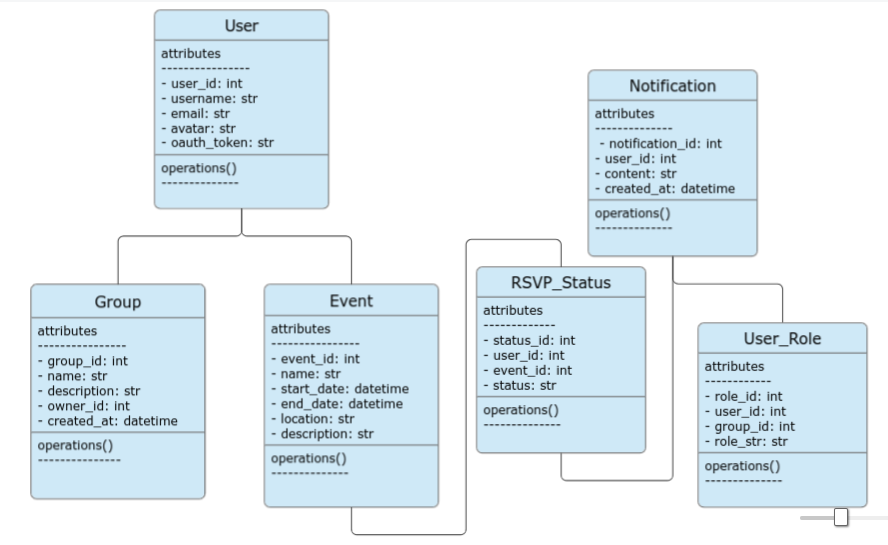 User
attributes
----------------
- user_id: int
- username: str
- email: str
- avatar: str
- oauth_token: str
operations()
--------------
Notification
attributes
--------------
- notification_id: int
- user_id: int
- content: str
- created_at: datetime
operations()
--------------
Group
attributes
----------------
- group_id: int
- name: str
- description: str
- owner_id: int
- created_at: datetime
operations()
---------------
Event
attributes
----------------
- event_id: int
- name: str
- start_date: datetime
- end_date: datetime
- location: str
- description: str
operations()
--------------
RSVP_Status
attributes
-------------
- status_id: int
- user_id: int
- event_id: int
- status: str
operations()
--------------
User_Role
attributes
------------
- role_id: int
- user_id: int
- group_id: int
- role_str: str
operations()
--------------